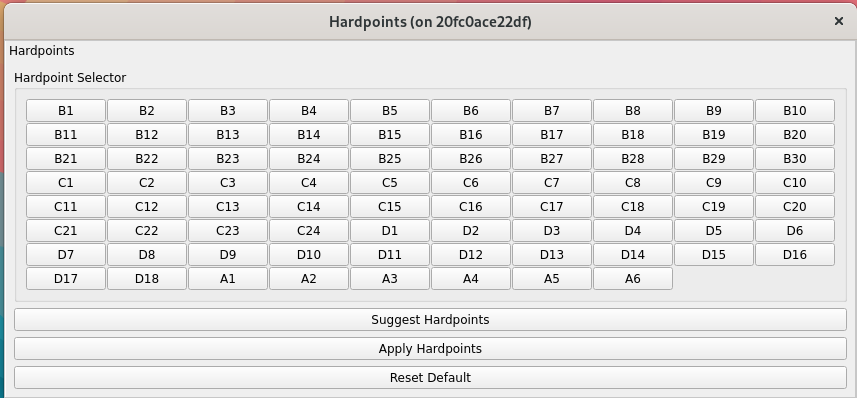 Hardpoints (on 20fc0ace22df) ×
Hardpoints
Hardpoint Selector
B1 B2 B3 B4 B5 B6 B7 B8 B9 B10
B11 B12 B13 B14 B15 B16 B17 B18 B19 B20
B21 B22 B23 B24 B25 B26 B27 B28 B29 B30
C1 C2 C3 C4 C5 C6 C7 C8 C9 C10
C11 C12 C13 C14 C15 C16 C17 C18 C19 C20
C21 C22 C23 C24 D1 D2 D3 D4 D5 D6
D7 D8 D9 D10 D11 D12 D13 D14 D15 D16
D17 D18 A1 A2 A3 A4 A5 A6
Suggest Hardpoints
Apply Hardpoints
Reset Default